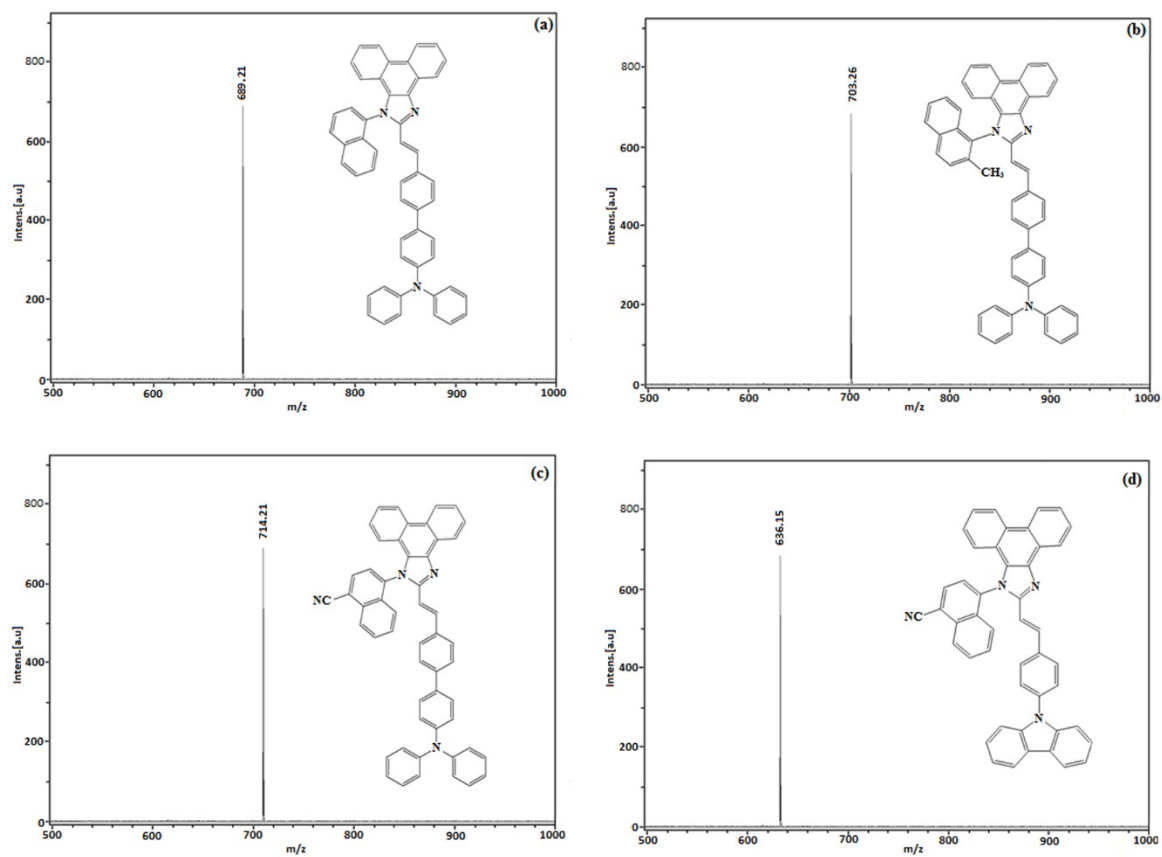 (a)
689.21
Intens.[a.u]
800
600
400
200
0
500
600
700
800
900
1000
m/z
N
N
N
(b)
703.26
Intens.[a.u]
800
600
400
200
0
500
600
700
800
900
1000
m/z
N
N
CH3
N
(c)
714.21
Intens.[a.u]
800
600
400
200
0
500
600
700
800
900
1000
m/z
N
N
NC
N
(d)
636.15
Intens.[a.u]
800
600
400
200
0
500
600
700
800
900
1000
m/z
N
N
NC
N